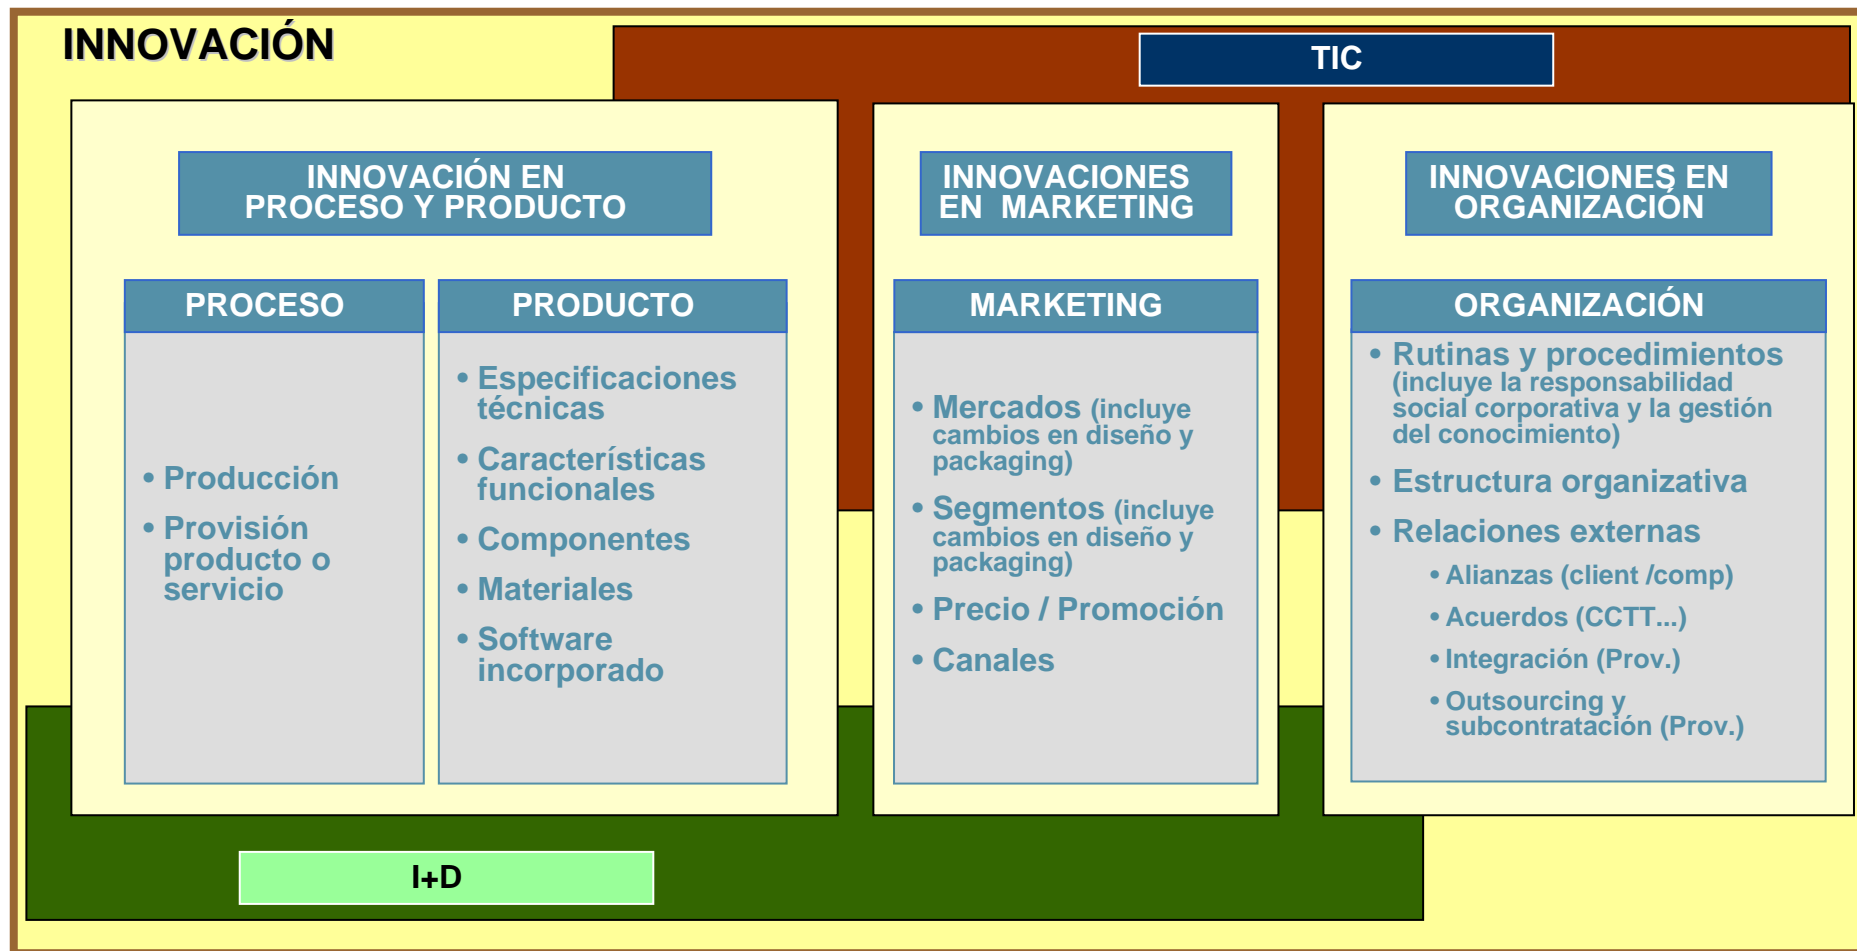 INNOVACIÓN
TIC
INNOVACIÓN EN
PROCESO Y PRODUCTO
PROCESO
• Producción
• Provisión
producto o
servicio
PRODUCTO
• Especificaciones
técnicas
• Características
funcionales
• Componentes
• Materiales
• Software
incorporado
INNOVACIONES
EN MARKETING
MARKETING
• Mercados (incluye
cambios en diseño y
packaging)
• Segmentos (incluye
cambios en diseño y
packaging)
• Precio / Promoción
• Canales
INNOVACIONES EN
ORGANIZACIÓN
ORGANIZACIÓN
• Rutinas y procedimientos
(incluye la responsabilidad
social corporativa y la gestión
del conocimiento)
• Estructura organizativa
• Relaciones externas
• Alianzas (client /comp)
• Acuerdos (CCTT...)
• Integración (Prov.)
• Outsourcing y
subcontratación (Prov.)
I+D